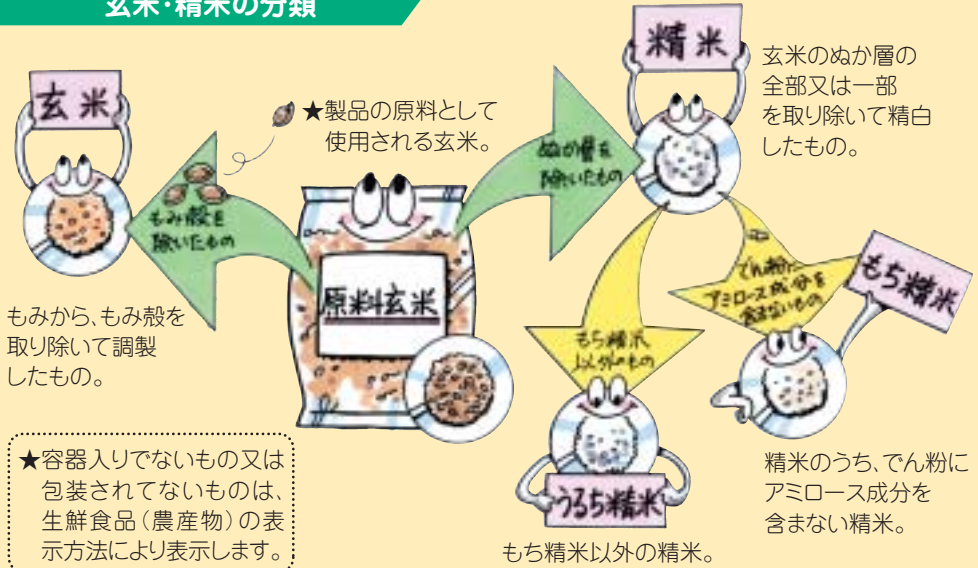 玄米・精米の分類
玄米
★製品の原料として
使用される玄米。
もみ殻を
除いたもの
もみから、もみ殻を
取り除いて調製
したもの。
原料玄米
ぬか層を
除いたもの
精米
玄米のぬか層の
全部又は一部
を取り除いて精白
したもの。
もち精米
以外のもの
うるち精米
もち精米以外の精米。
でん粉に
アミロース成分を
含まないもの
もち精米
精米のうち、でん粉に
アミロース成分を
含まない精米。
★容器入りでないもの又は
包装されてないものは、
生鮮食品(農産物)の表
示方法により表示します。